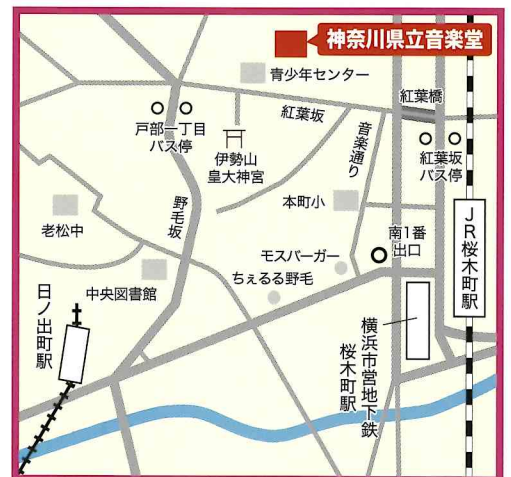 神奈川県立音楽堂
青少年センター
紅葉橋
戸部一丁目
バス停
紅葉坂
音楽通り
紅葉坂
バス停
伊勢山
皇大神宮
野毛坂
本町小
老松中
南1番
出口
JR桜木町駅
モスバーガー
ちぇるる野毛
中央図書館
日ノ出町駅
横浜市営地下鉄
桜木町駅